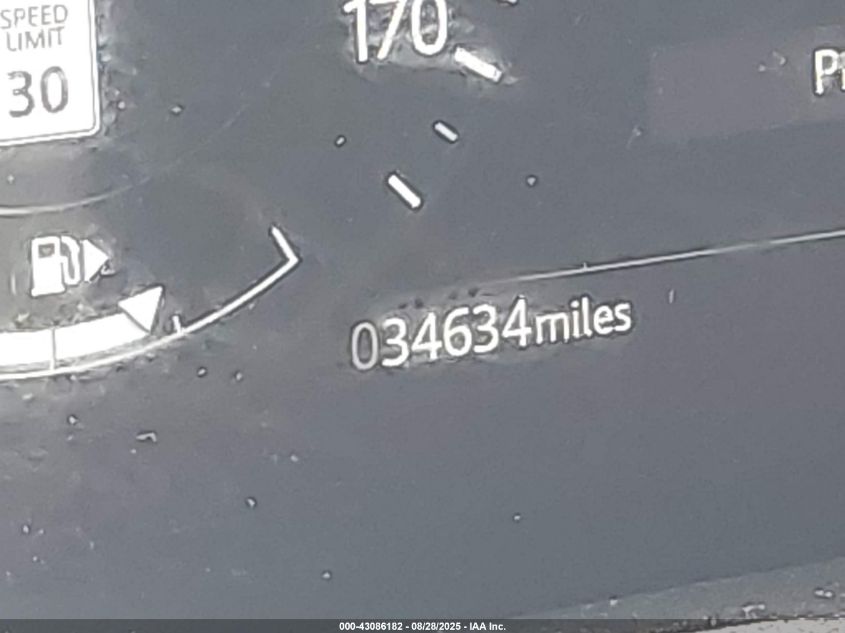 SPEED
LIMIT
30
170
034634miles
000-43086182 - 08/28/2025 - IAA Inc.